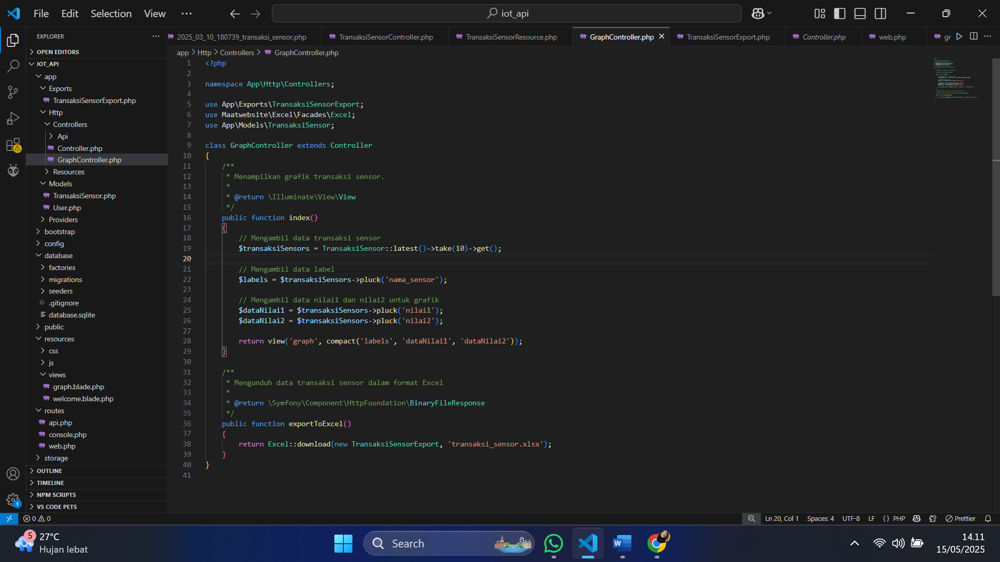 File Edit Selection View ···
iot_api
EXPLORER ···
OPEN EDITORS
IOT_API
app
Exports
TransaksiSensorExport.php
Http
Controllers
Api
Controller.php
GraphController.php
Resources
Models
TransaksiSensor.php
User.php
Providers
bootstrap
config
database
factories
migrations
seeders
.gitignore
database.sqlite
public
resources
css
js
views
graph.blade.php
welcome.blade.php
routes
api.php
console.php
web.php
storage
OUTLINE
TIMELINE
NPM SCRIPTS
VS CODE PETS
1
2025_03_10_180739_transaksi_sensor.php TransaksiSensorController.php TransaksiSensorResource.php GraphController.php TransaksiSensorExport.php Controller.php web.php gr ···
app > Http > Controllers > GraphController.php
1 <?php
2
3 namespace App\Http\Controllers;
4
5 use App\Exports\TransaksiSensorExport;
6 use Maatwebsite\Excel\Facades\Excel;
7 use App\Models\TransaksiSensor;
8
9 class GraphController extends Controller
10 {
11 /**
12 * Menampilkan grafik transaksi sensor.
13 *
14 * @return \Illuminate\View\View
15 */
16 public function index()
17 {
18 // Mengambil data transaksi sensor
19 $transaksiSensors = TransaksiSensor::latest()->take(10)->get();
20
21 // Mengambil data label
22 $labels = $transaksiSensors->pluck('nama_sensor');
23
24 // Mengambil data nilai1 dan nilai2 untuk grafik
25 $dataNilai1 = $transaksiSensors->pluck('nilai1');
26 $dataNilai2 = $transaksiSensors->pluck('nilai2');
27
28 return view('graph', compact('labels', 'dataNilai1', 'dataNilai2'));
29 }
30
31 /**
32 * Mengunduh data transaksi sensor dalam format Excel
33 *
34 * @return \Symfony\Component\HttpFoundation\BinaryFileResponse
35 */
36 public function exportToExcel()
37 {
38 return Excel::download(new TransaksiSensorExport, 'transaksi_sensor.xlsx');
39 }
40 }
41
0 0 Ln 20, Col 1 Spaces: 4 UTF-8 LF {} PHP Prettier
5 27°C
Hujan lebat
Search
14.11
15/05/2025